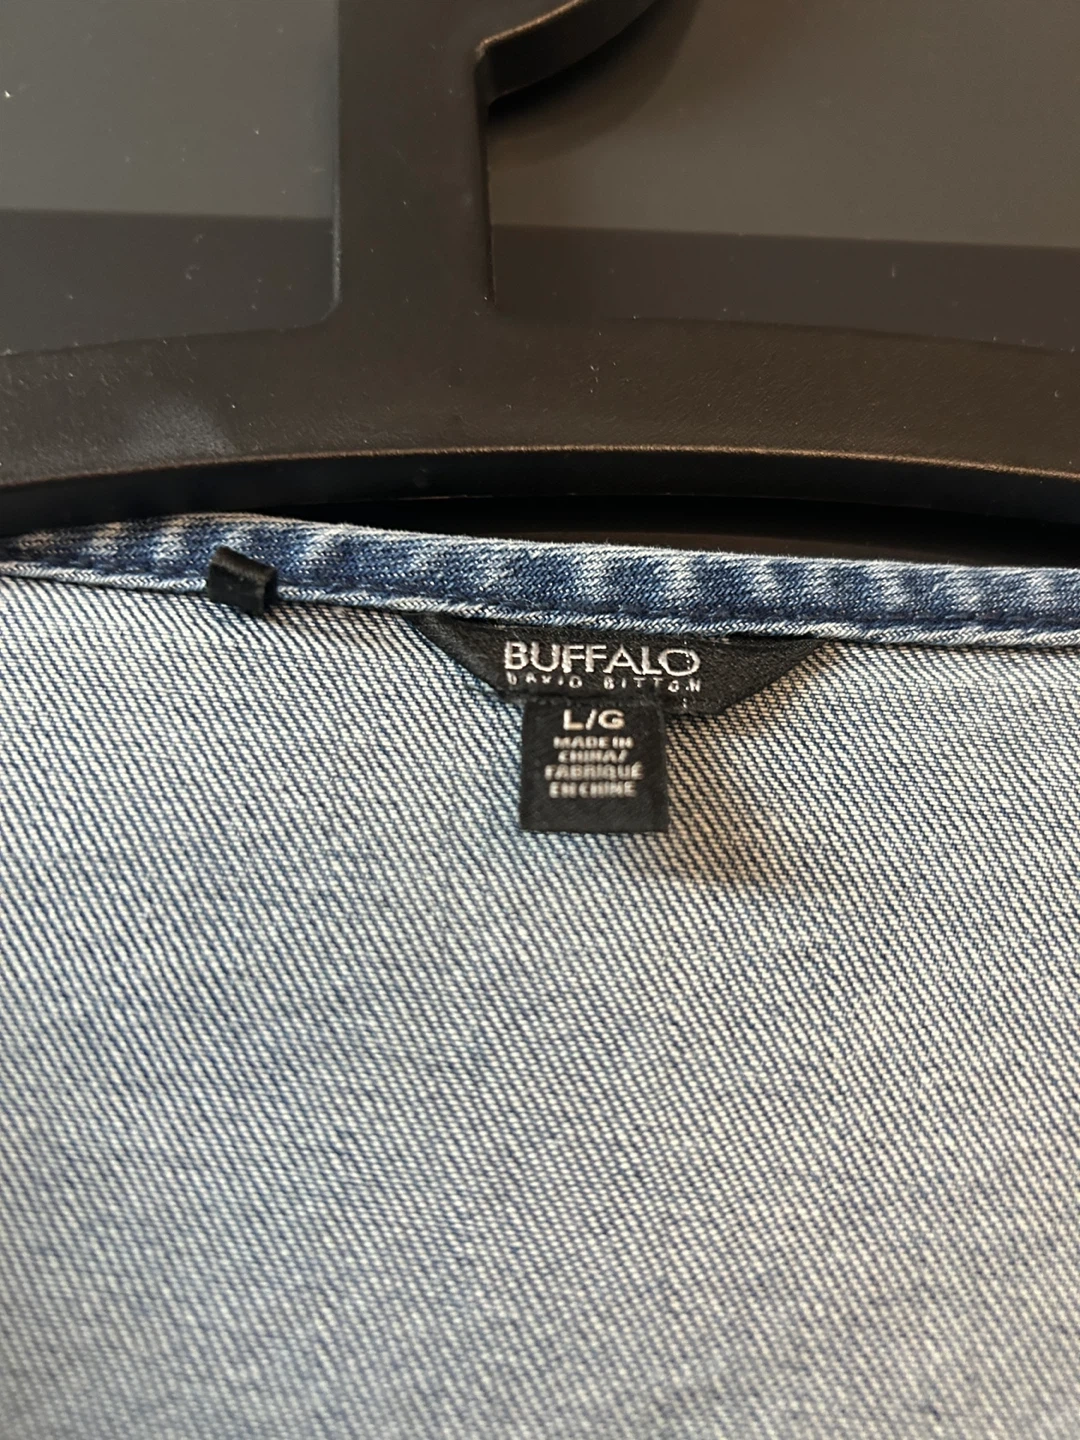 BUFFALO
DAVID BITTON
L/G
MADE IN
CHINA/
FABRIQUÉ
EN CHINE